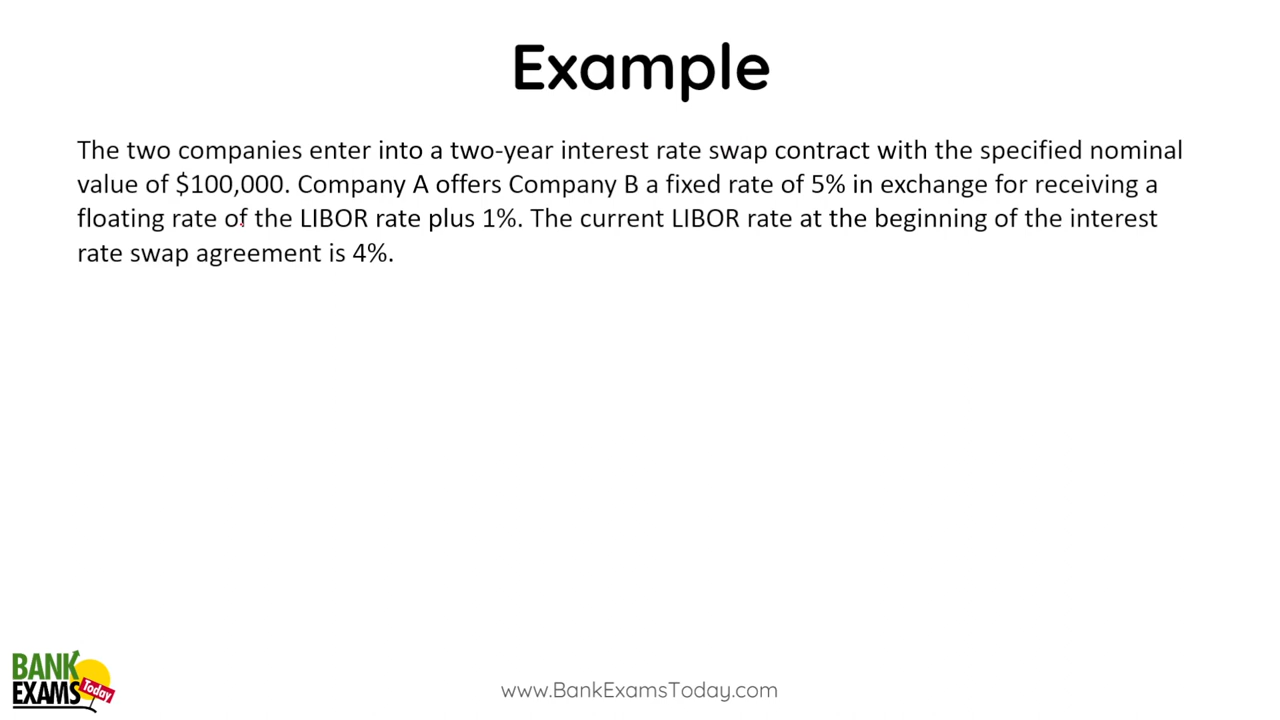 Example
The two companies enter into a two-year interest rate swap contract with the specified nominal
value of $100,000. Company A offers Company B a fixed rate of 5% in exchange for receiving a
floating rate of the LIBOR rate plus 1%. The current LIBOR rate at the beginning of the interest
rate swap agreement is 4%.
BANK
EXAMS Today
www.BankExamsToday.com